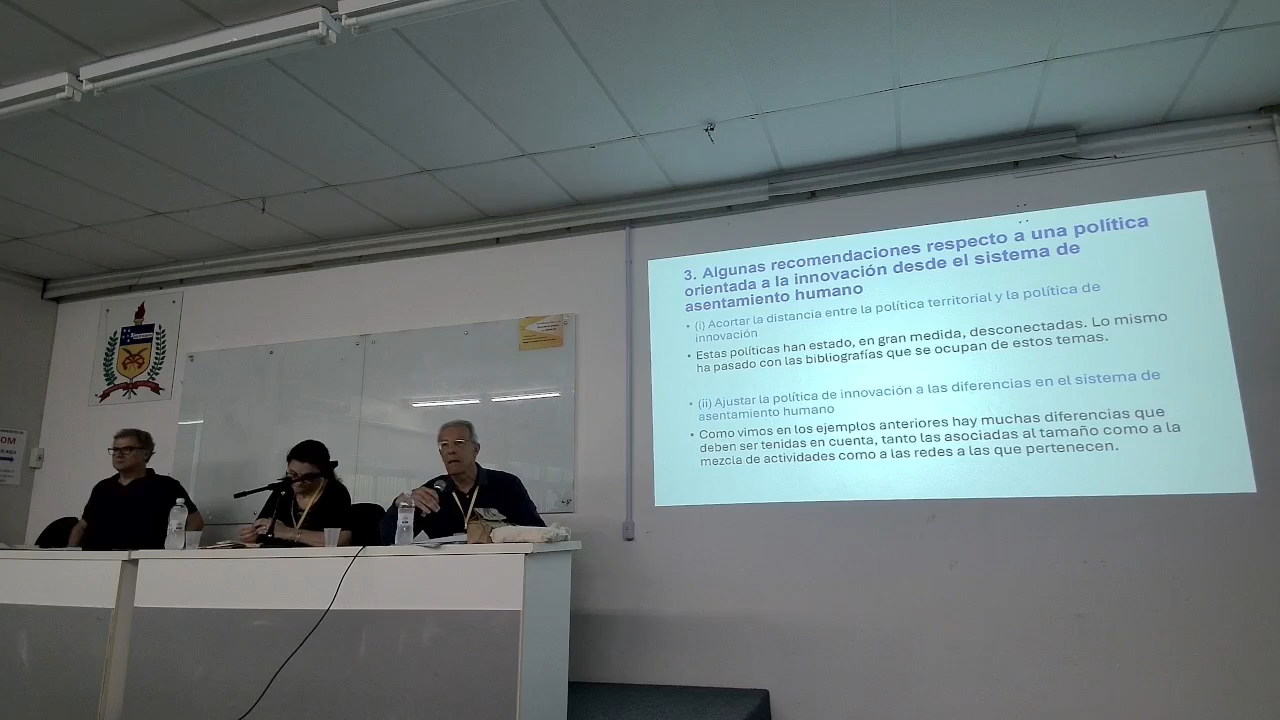 3. Algunas recomendaciones respecto a una política
orientada a la innovación desde el sistema de
asentamiento humano
• (i) Acortar la distancia entre la política territorial y la política de
innovación
• Estas políticas han estado, en gran medida, desconectadas. Lo mismo
ha pasado con las bibliografías que se ocupan de estos temas.
• (ii) Ajustar la política de innovación a las diferencias en el sistema de
asentamiento humano
• Como vimos en los ejemplos anteriores hay muchas diferencias que
deben ser tenidas en cuenta, tanto las asociadas al tamaño como a la
mezcla de actividades como a las redes a las que pertenecen.
OM